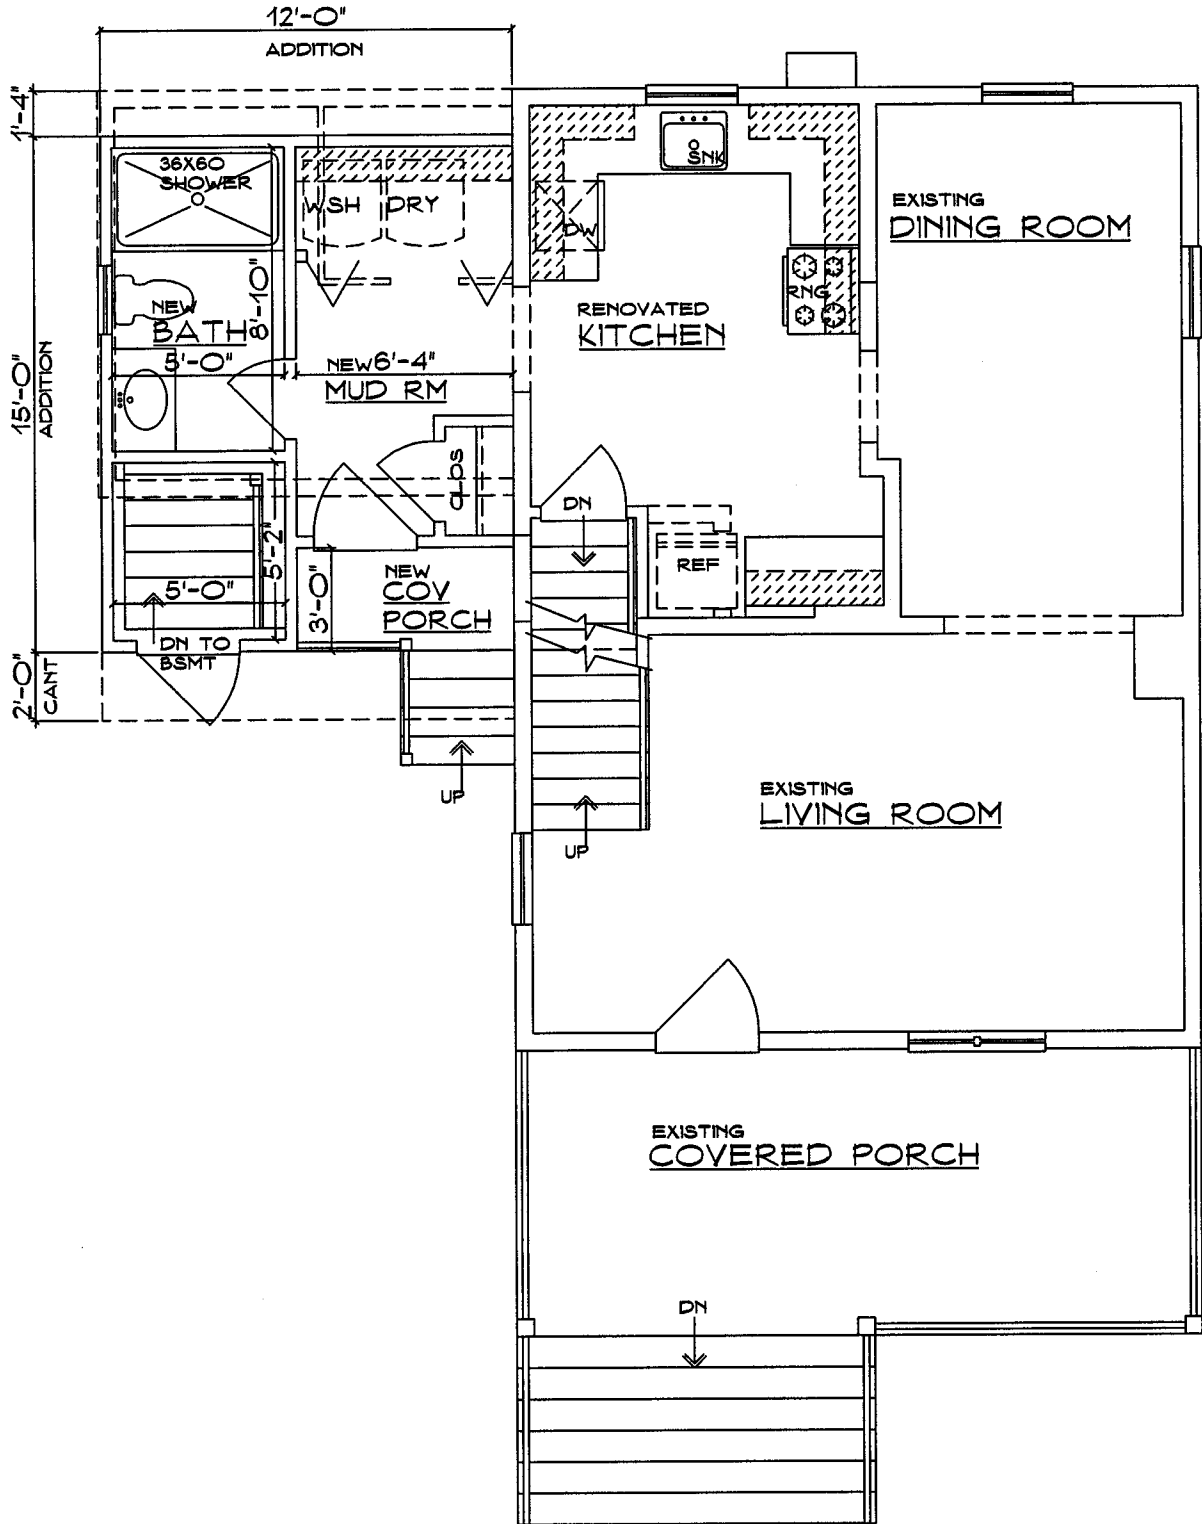 12'-0"
ADDITION
1'-4"
15'-0"
ADDITION
2'-0"
CANT
36X60
SHOWER
WSH
DRY
SNK
DW
RNG
EXISTING
DINING ROOM
NEW
BATH
8'-10"
5'-0"
NEW 6'-4"
MUD RM
RENOVATED
KITCHEN
CLOS
DN
REF
5'-2"
5'-0"
DN TO
BSMT
3'-0"
NEW
COV
PORCH
UP
UP
EXISTING
LIVING ROOM
EXISTING
COVERED PORCH
DN